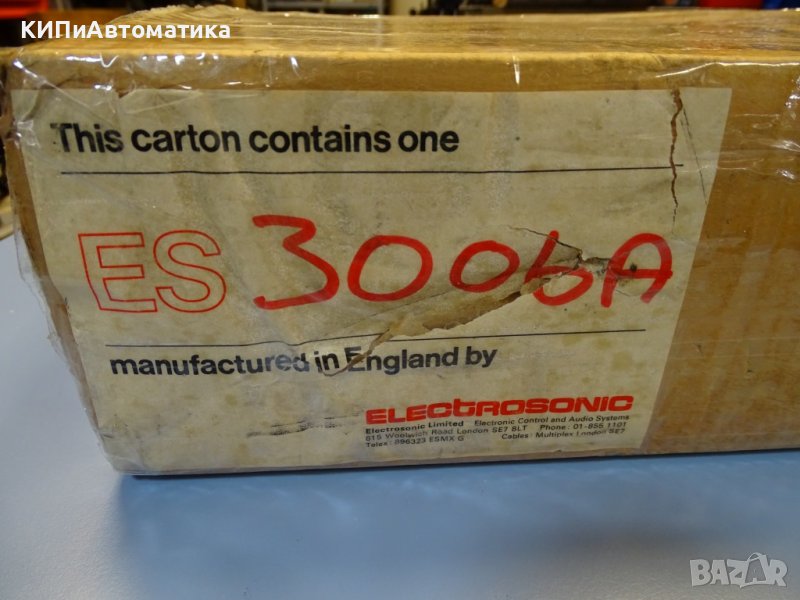 КИПиАвтоматика
This carton contains one
ES 3006A
manufactured in England by
ELECTROSONIC
Electrosonic Limited Electronic Control and Audio Systems
815 Woolwich Road London SE7 8LT Phone: 01-855 1101
Telex: 896323 ESMX G Cables: Multiplex London SE7
BAZAR